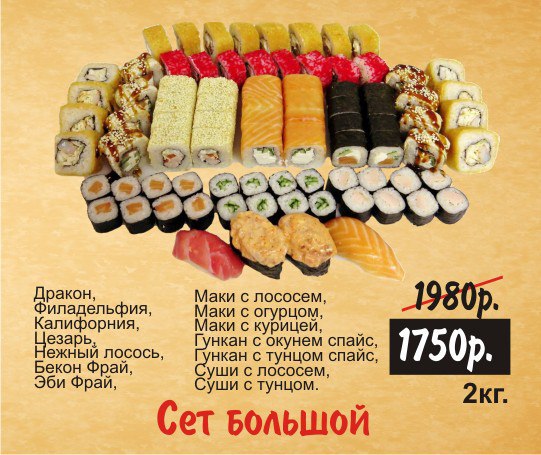 Дракон,
Филадельфия,
Калифорния,
Цезарь,
Нежный лосось,
Бекон Фрай,
Эби Фрай,
Маки с лососем,
Маки с огурцом,
Маки с курицей,
Гункан с окунем спайс,
Гункан с тунцом спайс,
Суши с лососем,
Суши с тунцом.
1980р.
1750р.
2кг.
Сет большой